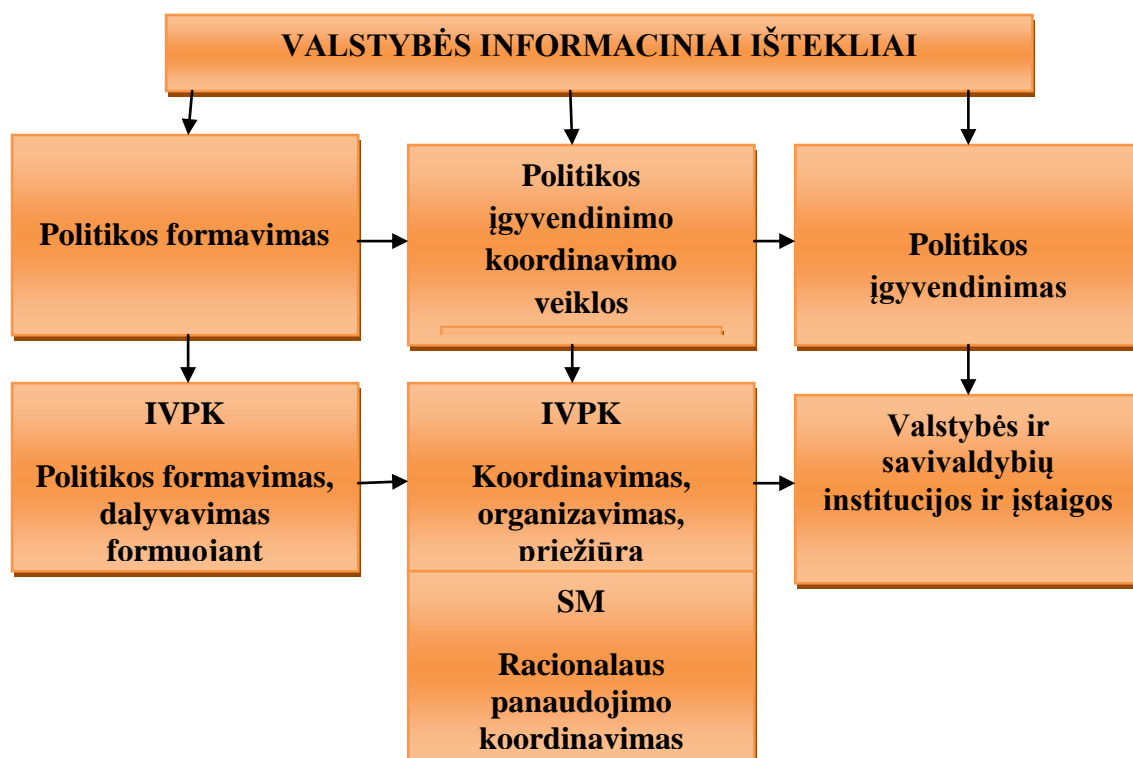 VALSTYBĖS INFORMACINIAI IŠTEKLIAI
Politikos formavimas
Politikos
įgyvendinimo
koordinavimo
veiklos
Politikos
įgyvendinimas
IVPK
Politikos formavimas,
dalyvavimas
formuojant
IVPK
Koordinavimas,
organizavimas,
priežiūra
SM
Racionalaus
panaudojimo
koordinavimas
Valstybės ir
savivaldybių
institucijos ir įstaigos